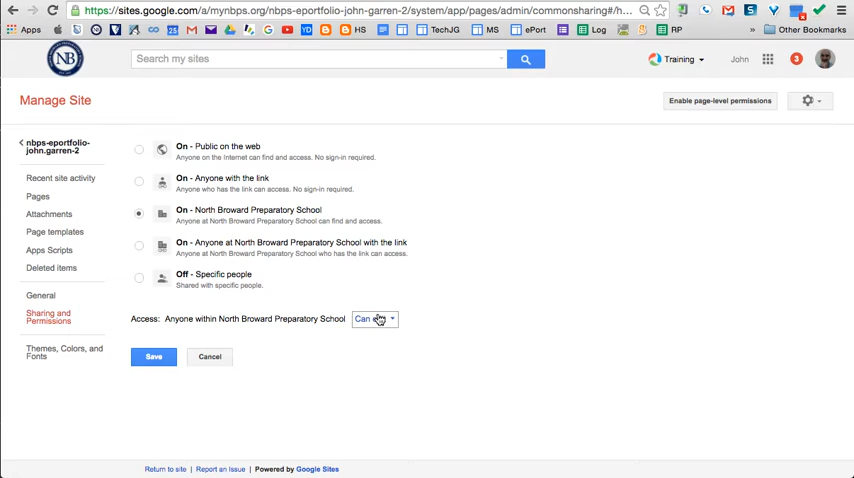 https://sites.google.com/a/mynbps.org/nbps-eportfolio-john-garren-2/system/app/pages/admin/commonsharing#/h...
Apps 25 YD HS TechJG MS ePort Log RP Other Bookmarks
NB Search my sites Training John 3
Manage Site Enable page-level permissions
nbps-eportfolio-
john.garren-2
Recent site activity
Pages
Attachments
Page templates
Apps Scripts
Deleted items
General
Sharing and
Permissions
Themes, Colors, and
Fonts
On - Public on the web
Anyone on the Internet can find and access. No sign-in required.
On - Anyone with the link
Anyone who has the link can access. No sign-in required.
On - North Broward Preparatory School
Anyone at North Broward Preparatory School can find and access.
On - Anyone at North Broward Preparatory School with the link
Anyone at North Broward Preparatory School who has the link can access.
Off - Specific people
Shared with specific people.
Access: Anyone within North Broward Preparatory School Can
Save Cancel
Return to site | Report an Issue | Powered by Google Sites